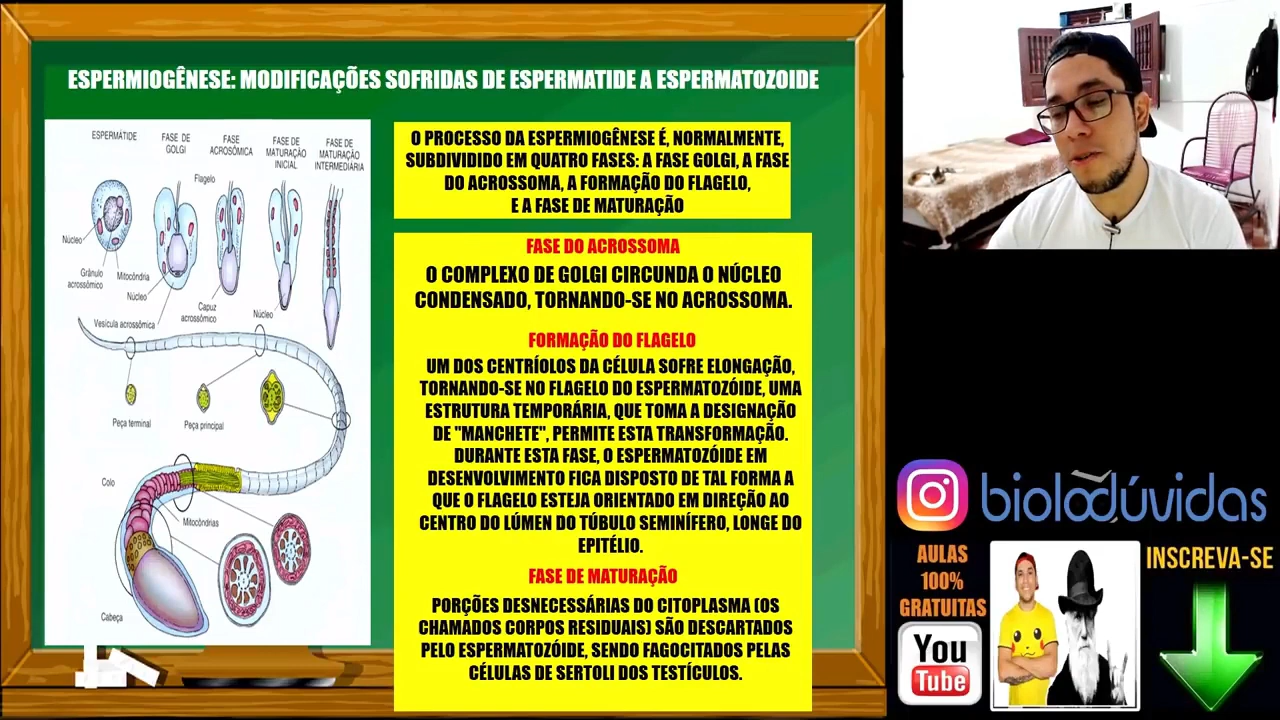 ESPERMIOGÊNESE: MODIFICAÇÕES SOFRIDAS DE ESPERMATIDE A ESPERMATOZOIDE
ESPERMÁTIDE
FASE DE
GOLGI
FASE
ACROSÔMICA
FASE DE
MATURAÇÃO
INICIAL
FASE DE
MATURAÇÃO
INTERMEDIARIA
Flagelo
Núcleo
Grânulo
acrossômico
Mitocôndria
Núcleo
Vesícula acrossômica
Capuz
acrossômico
Núcleo
Peça terminal
Peça principal
Colo
Mitocôndrias
Cabeça
O PROCESSO DA ESPERMIOGÊNESE É, NORMALMENTE,
SUBDIVIDIDO EM QUATRO FASES: A FASE GOLGI, A FASE
DO ACROSSOMA, A FORMAÇÃO DO FLAGELO,
E A FASE DE MATURAÇÃO
FASE DO ACROSSOMA
O COMPLEXO DE GOLGI CIRCUNDA O NÚCLEO
CONDENSADO, TORNANDO-SE NO ACROSSOMA.
FORMAÇÃO DO FLAGELO
UM DOS CENTRÍOLOS DA CÉLULA SOFRE ELONGAÇÃO,
TORNANDO-SE NO FLAGELO DO ESPERMATOZÓIDE, UMA
ESTRUTURA TEMPORÁRIA, QUE TOMA A DESIGNAÇÃO
DE "MANCHETE", PERMITE ESTA TRANSFORMAÇÃO.
DURANTE ESTA FASE, O ESPERMATOZÓIDE EM
DESENVOLVIMENTO FICA DISPOSTO DE TAL FORMA A
QUE O FLAGELO ESTEJA ORIENTADO EM DIREÇÃO AO
CENTRO DO LÚMEN DO TÚBULO SEMINÍFERO, LONGE DO
EPITÉLIO.
FASE DE MATURAÇÃO
PORÇÕES DESNECESSÁRIAS DO CITOPLASMA (OS
CHAMADOS CORPOS RESIDUAIS) SÃO DESCARTADOS
PELO ESPERMATOZÓIDE, SENDO FAGOCITADOS PELAS
CÉLULAS DE SERTOLI DOS TESTÍCULOS.
biolodúvidas
AULAS
100%
GRATUITAS
You
Tube
INSCREVA-SE